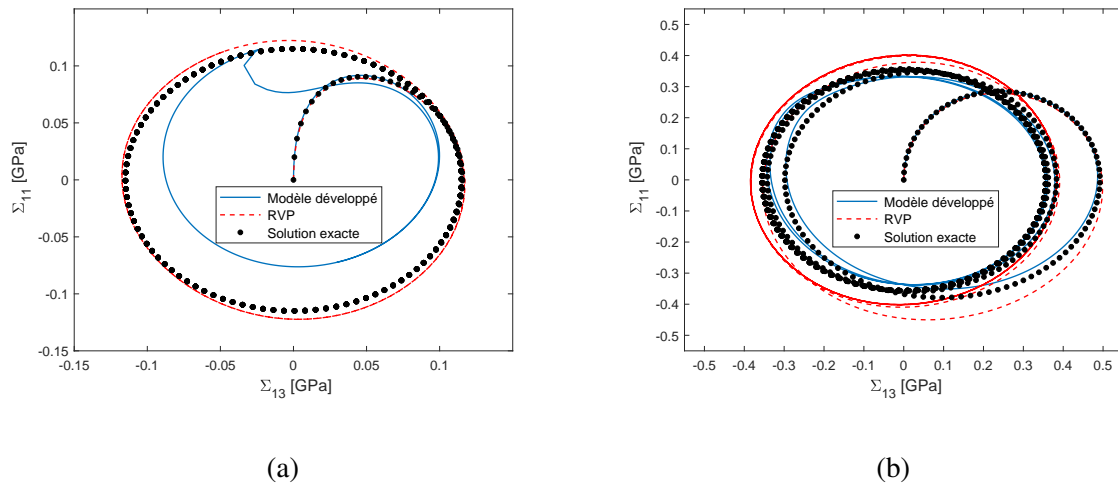 0.1
0.05
0
-0.05
-0.1
-0.15
Σ11 [GPa]
-0.15 -0.1 -0.05 0 0.05 0.1
Σ13 [GPa]
Modèle développé
RVP
Solution exacte
(a)
0.5
0.4
0.3
0.2
0.1
0
-0.1
-0.2
-0.3
-0.4
-0.5
Σ11 [GPa]
-0.5 -0.4 -0.3 -0.2 -0.1 0 0.1 0.2 0.3 0.4 0.5
Σ13 [GPa]
Modèle développé
RVP
Solution exacte
(b)